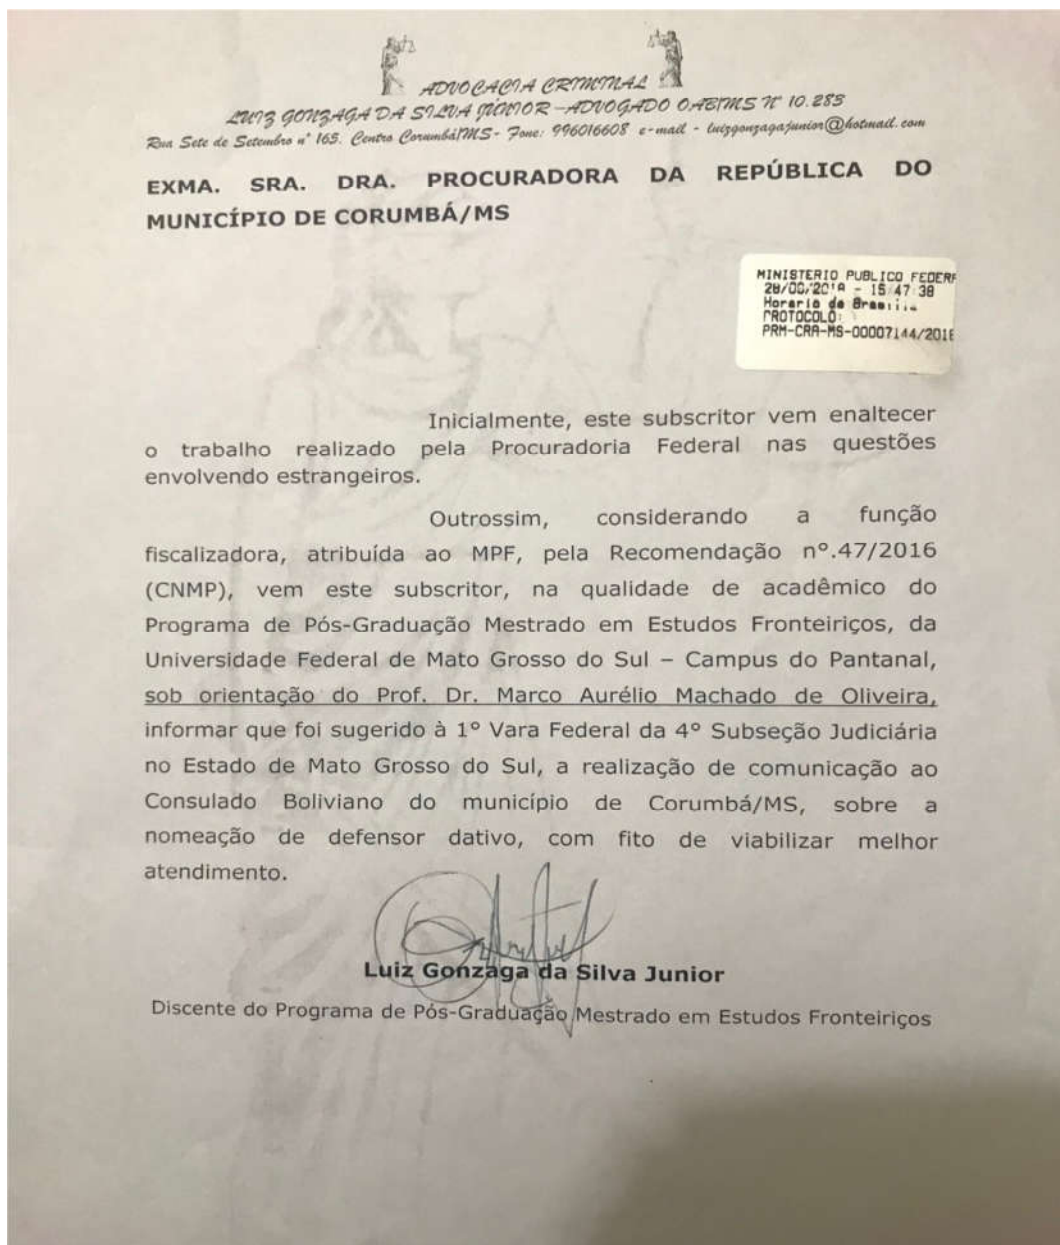 ADVOCACIA CRIMINAL
LUIZ GONZAGA DA SILVA JÚNIOR – ADVOGADO OAB/MS Nº 10.283
Rua Sete de Setembro nº 165. Centro Corumbá/MS - Fone: 996016608 e-mail - luizgonzagajunior@hotmail.com
EXMA. SRA. DRA. PROCURADORA DA REPÚBLICA DO
MUNICÍPIO DE CORUMBÁ/MS
MINISTERIO PUBLICO FEDER
15:47:38
Horario de Brasilia
PROTOCOLO:
PRM-CRA-MS-00007144/201
Inicialmente, este subscritor vem enaltecer
o trabalho realizado pela Procuradoria Federal nas questões
envolvendo estrangeiros.
Outrossim, considerando a função
fiscalizadora, atribuída ao MPF, pela Recomendação nº.47/2016
(CNMP), vem este subscritor, na qualidade de acadêmico do
Programa de Pós-Graduação Mestrado em Estudos Fronteiriços, da
Universidade Federal de Mato Grosso do Sul – Campus do Pantanal,
sob orientação do Prof. Dr. Marco Aurélio Machado de Oliveira,
informar que foi sugerido à 1º Vara Federal da 4º Subseção Judiciária
no Estado de Mato Grosso do Sul, a realização de comunicação ao
Consulado Boliviano do município de Corumbá/MS, sobre a
nomeação de defensor dativo, com fito de viabilizar melhor
atendimento.
Luiz Gonzaga da Silva Junior
Discente do Programa de Pós-Graduação Mestrado em Estudos Fronteiriços